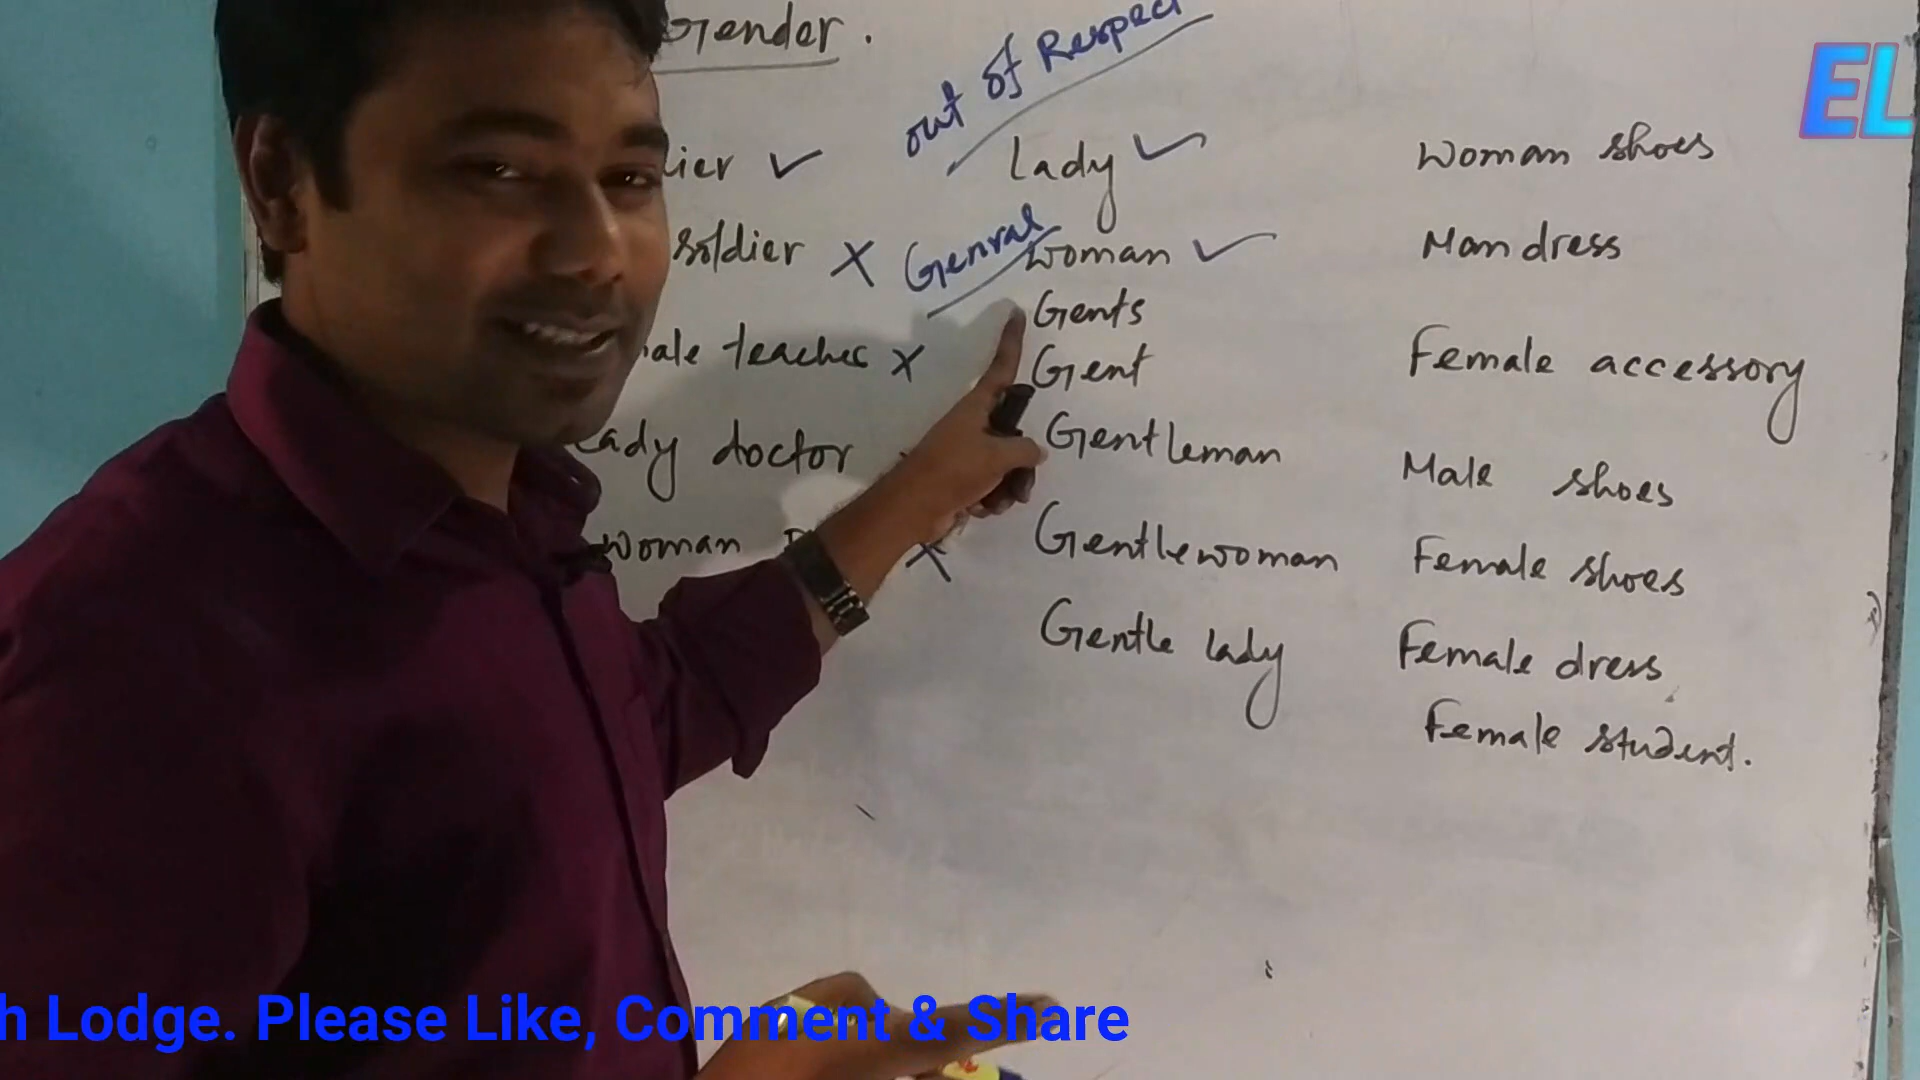 Gender.
out of Respect
lier ✓
Lady ✓
woman shoes
soldier X
Genral
woman ✓
Man dress
Gents
ale teacher X
Gent
Female accessory
Lady doctor
Gentleman
Male shoes
woman
X
Gentlewoman
Female shoes
Gentle lady
Female dress
Female student.
EL
h Lodge. Please Like, Comment & Share